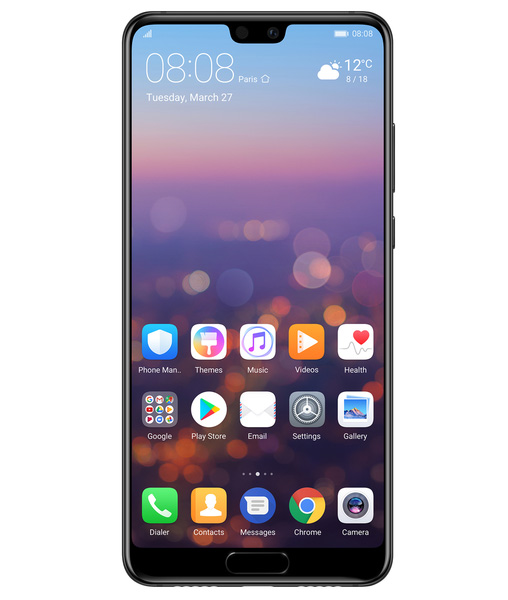 08:08
08:08 Paris 12°C
8 / 18
Tuesday, March 27
Phone Man.. Themes Music Videos Health
Google Play Store Email Settings Gallery
Dialer Contacts Messages Chrome Camera